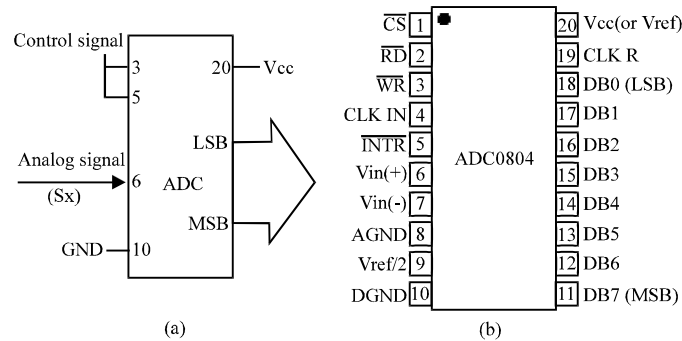 Control signal
3
5
20
Vcc
LSB
Analog signal
6
(Sx)
ADC
MSB
GND
10
(a)
CS 1 20 Vcc(or Vref)
RD 2 19 CLK R
WR 3 18 DB0 (LSB)
CLK IN 4 17 DB1
INTR 5 16 DB2
ADC0804
Vin(+) 6 15 DB3
Vin(-) 7 14 DB4
AGND 8 13 DB5
Vref/2 9 12 DB6
DGND 10 11 DB7 (MSB)
(b)